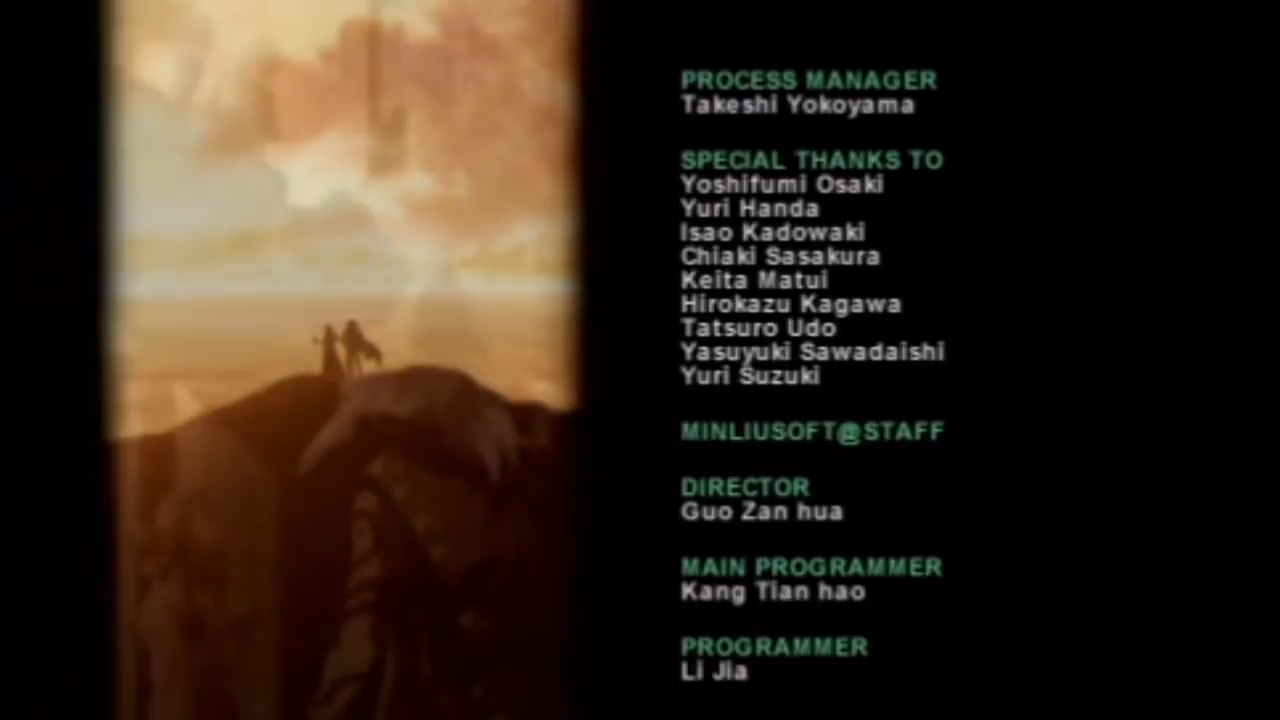 PROCESS MANAGER
Takeshi Yokoyama
SPECIAL THANKS TO
Yoshifumi Osaki
Yuri Handa
Isao Kadowaki
Chiaki Sasakura
Keita Matui
Hirokazu Kagawa
Tatsuro Udo
Yasuyuki Sawadaishi
Yuri Suzuki
MINLIUSOFT@STAFF
DIRECTOR
Guo Zan hua
MAIN PROGRAMMER
Kang Tian hao
PROGRAMMER
Li Jia